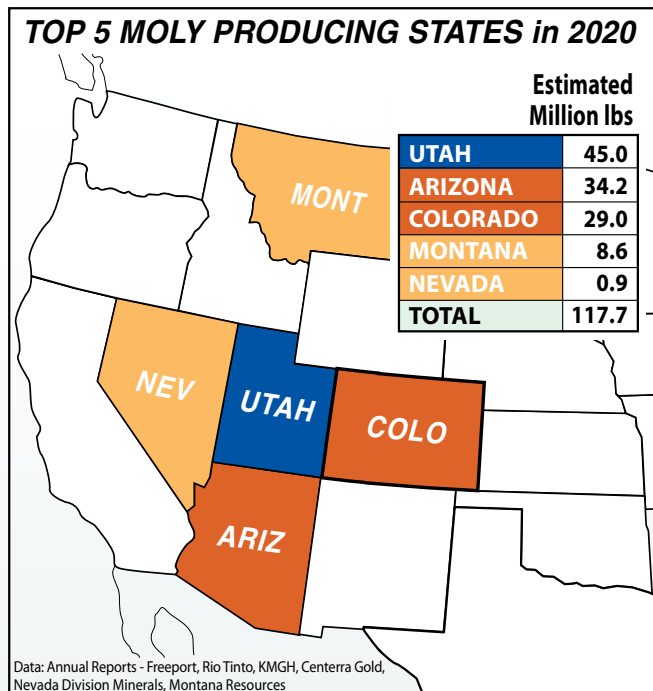 TOP 5 MOLY PRODUCING STATES in 2020
Estimated
Million lbs
UTAH 45.0
ARIZONA 34.2
COLORADO 29.0
MONTANA 8.6
NEVADA 0.9
TOTAL 117.7
MONT
NEV
UTAH
COLO
ARIZ
Data: Annual Reports - Freeport, Rio Tinto, KMGH, Centerra Gold,
Nevada Division Minerals, Montana Resources